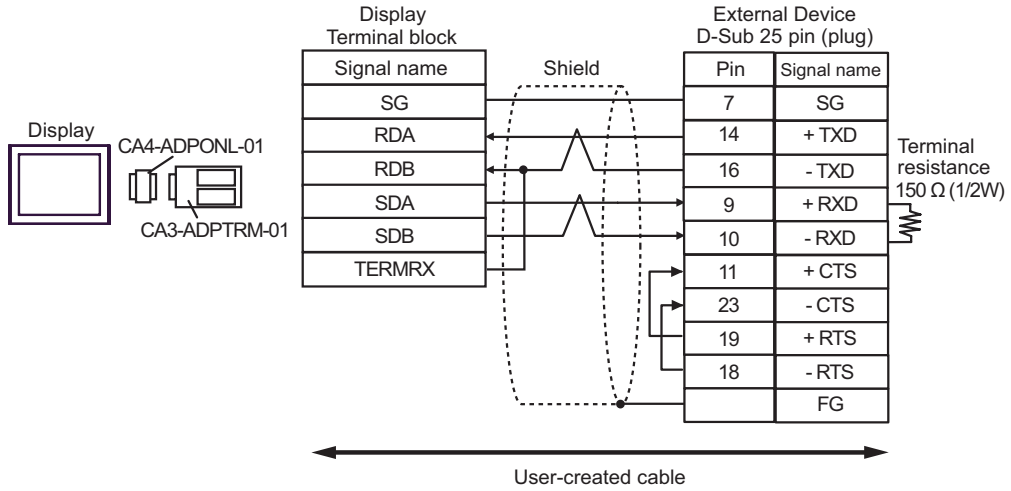 Display
Terminal block
External Device
D-Sub 25 pin (plug)
Signal name
Shield
Pin
Signal name
SG
7
SG
RDA
14
+ TXD
RDB
16
- TXD
SDA
9
+ RXD
SDB
10
- RXD
TERMRX
11
+ CTS
23
- CTS
19
+ RTS
18
- RTS
FG
Display
CA4-ADPONL-01
CA3-ADPTRM-01
Terminal
resistance
150 Ω (1/2W)
User-created cable